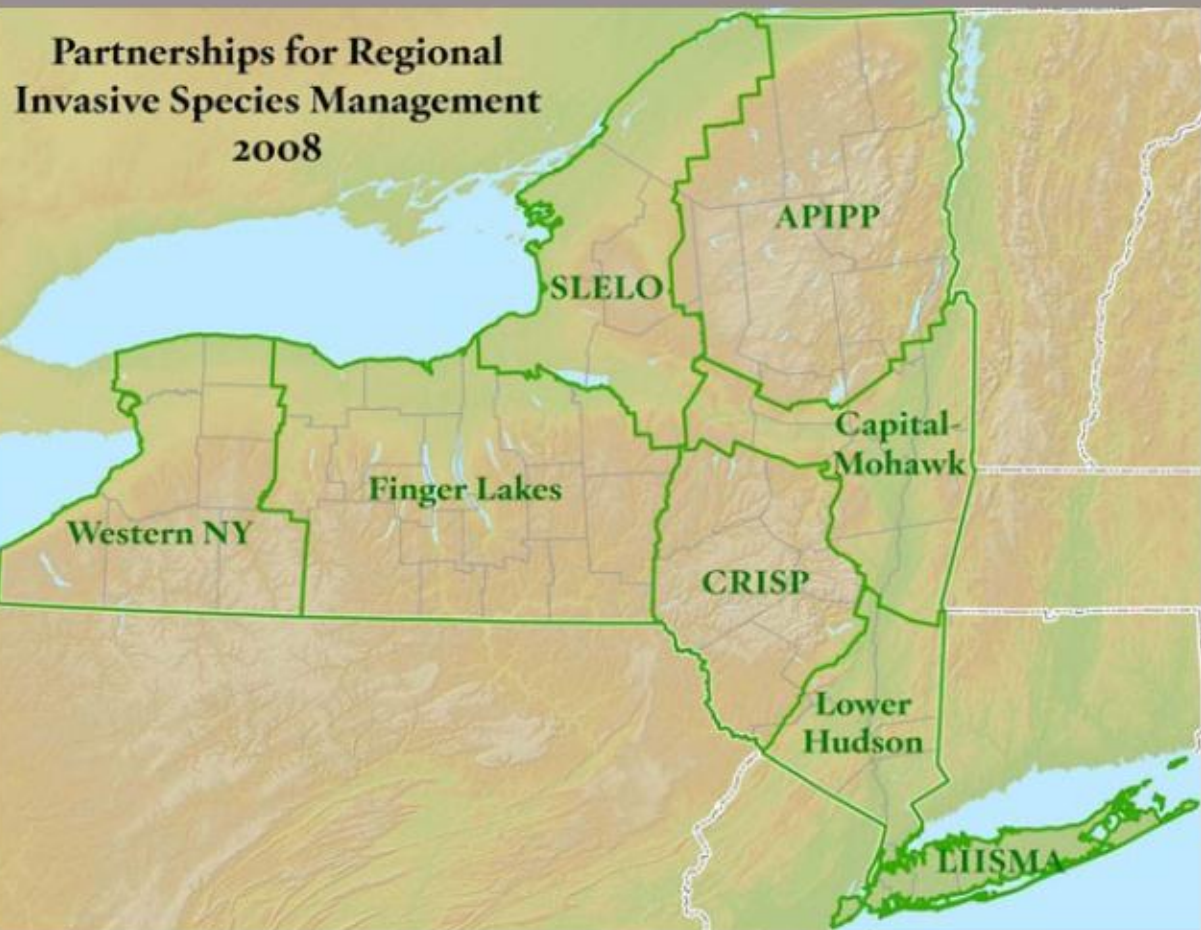 Partnerships for Regional
Invasive Species Management
2008
APIPP
SLELO
Capital-
Mohawk
Finger Lakes
Western NY
CRISP
Lower
Hudson
LIISMA